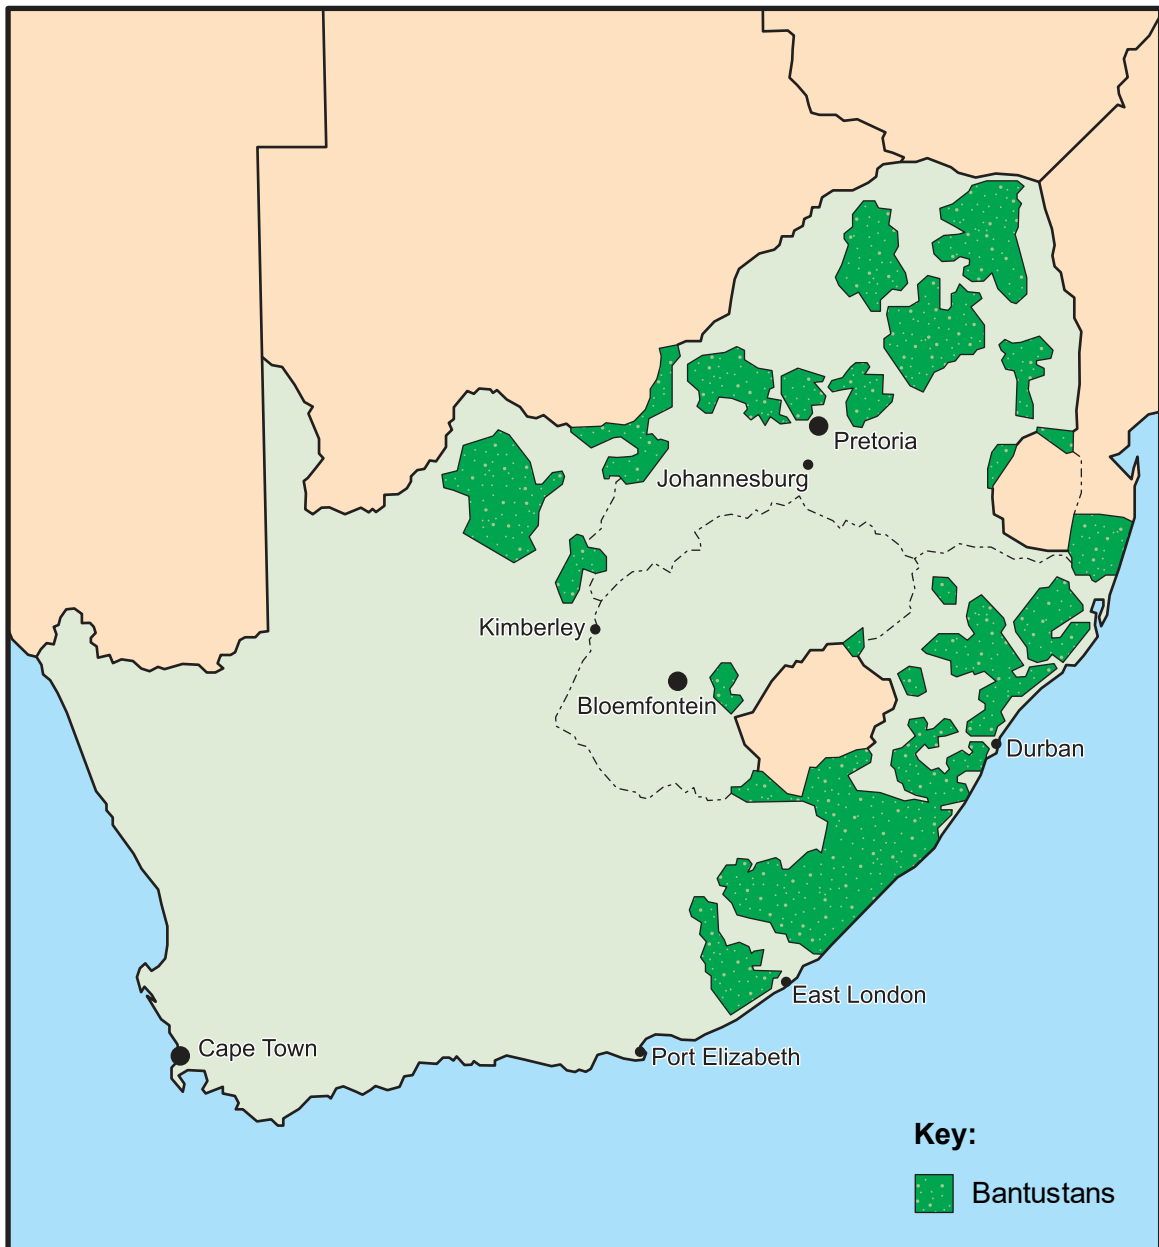 Pretoria
Johannesburg
Kimberley
Bloemfontein
Durban
East London
Cape Town
Port Elizabeth
Key:
Bantustans